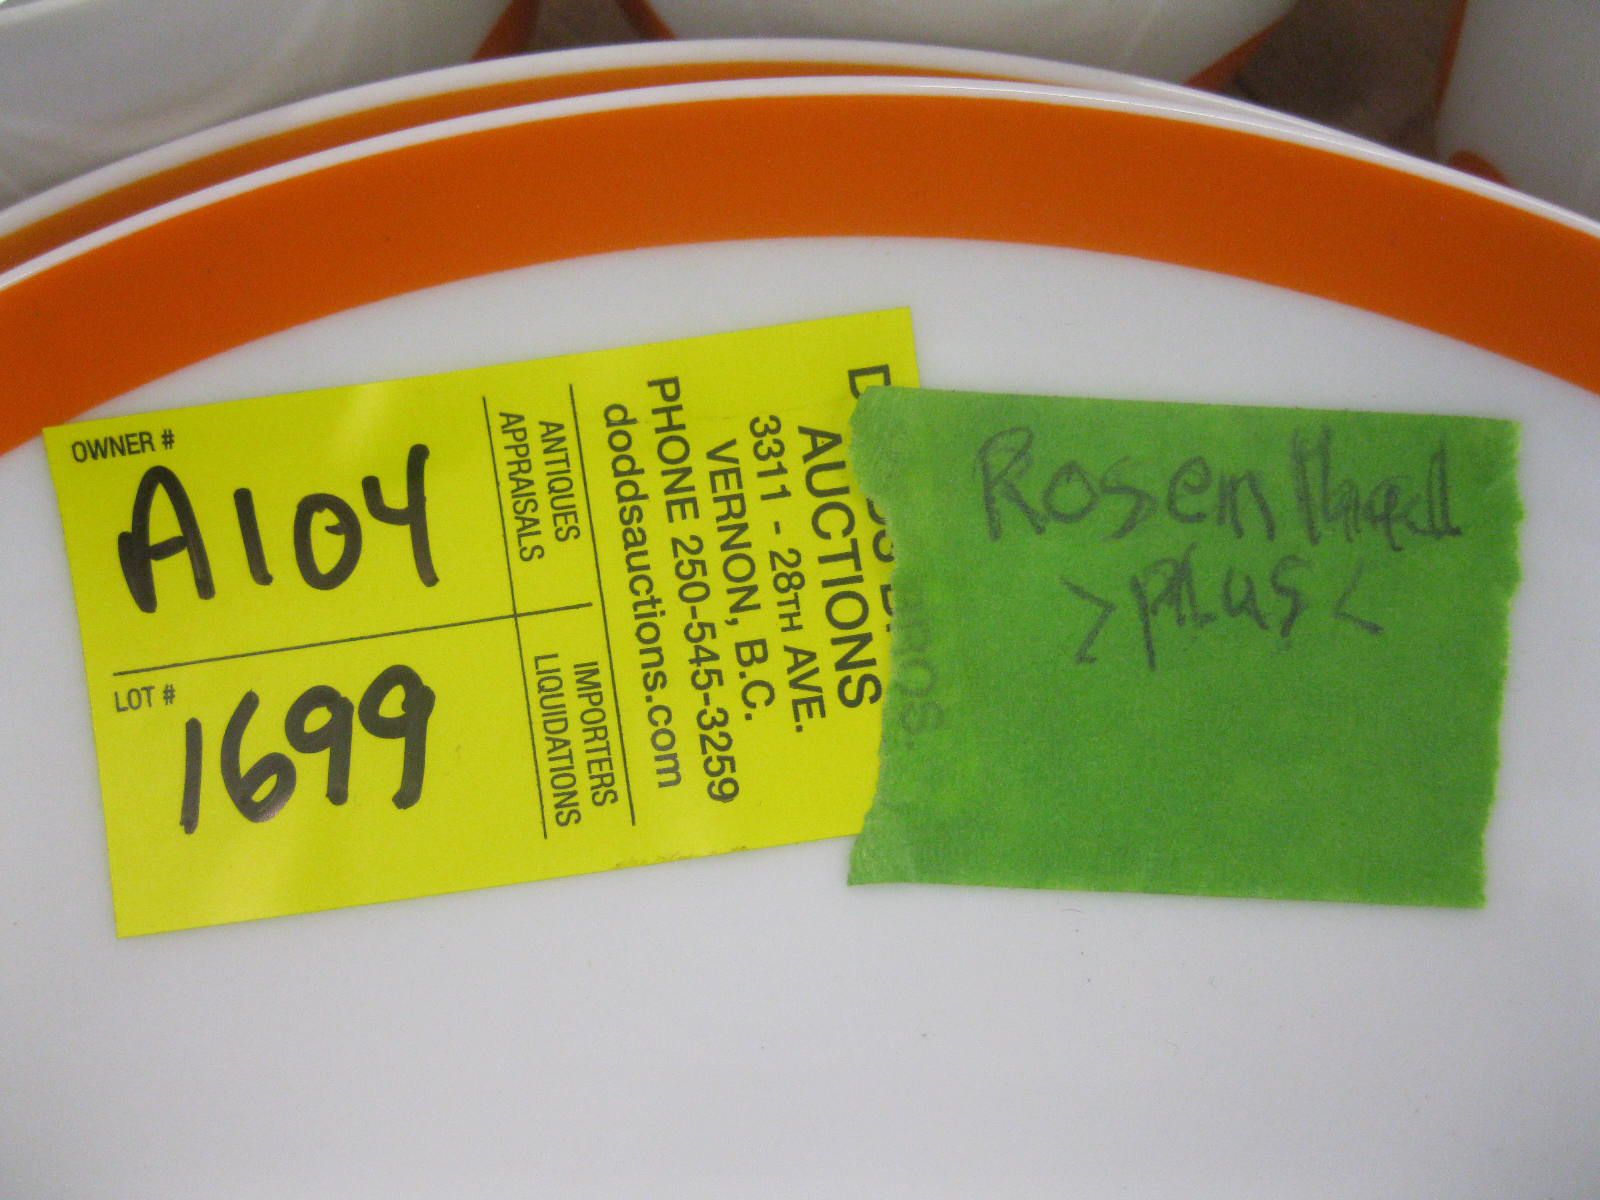 OWNER #
A104
LOT #
1699
ANTIQUES
APPRAISALS
IMPORTERS
LIQUIDATIONS
AUCTIONS
3311 - 28TH AVE.
VERNON, B.C.
PHONE 250-545-3259
doddsauctions.com
Rosenthal
>plus<